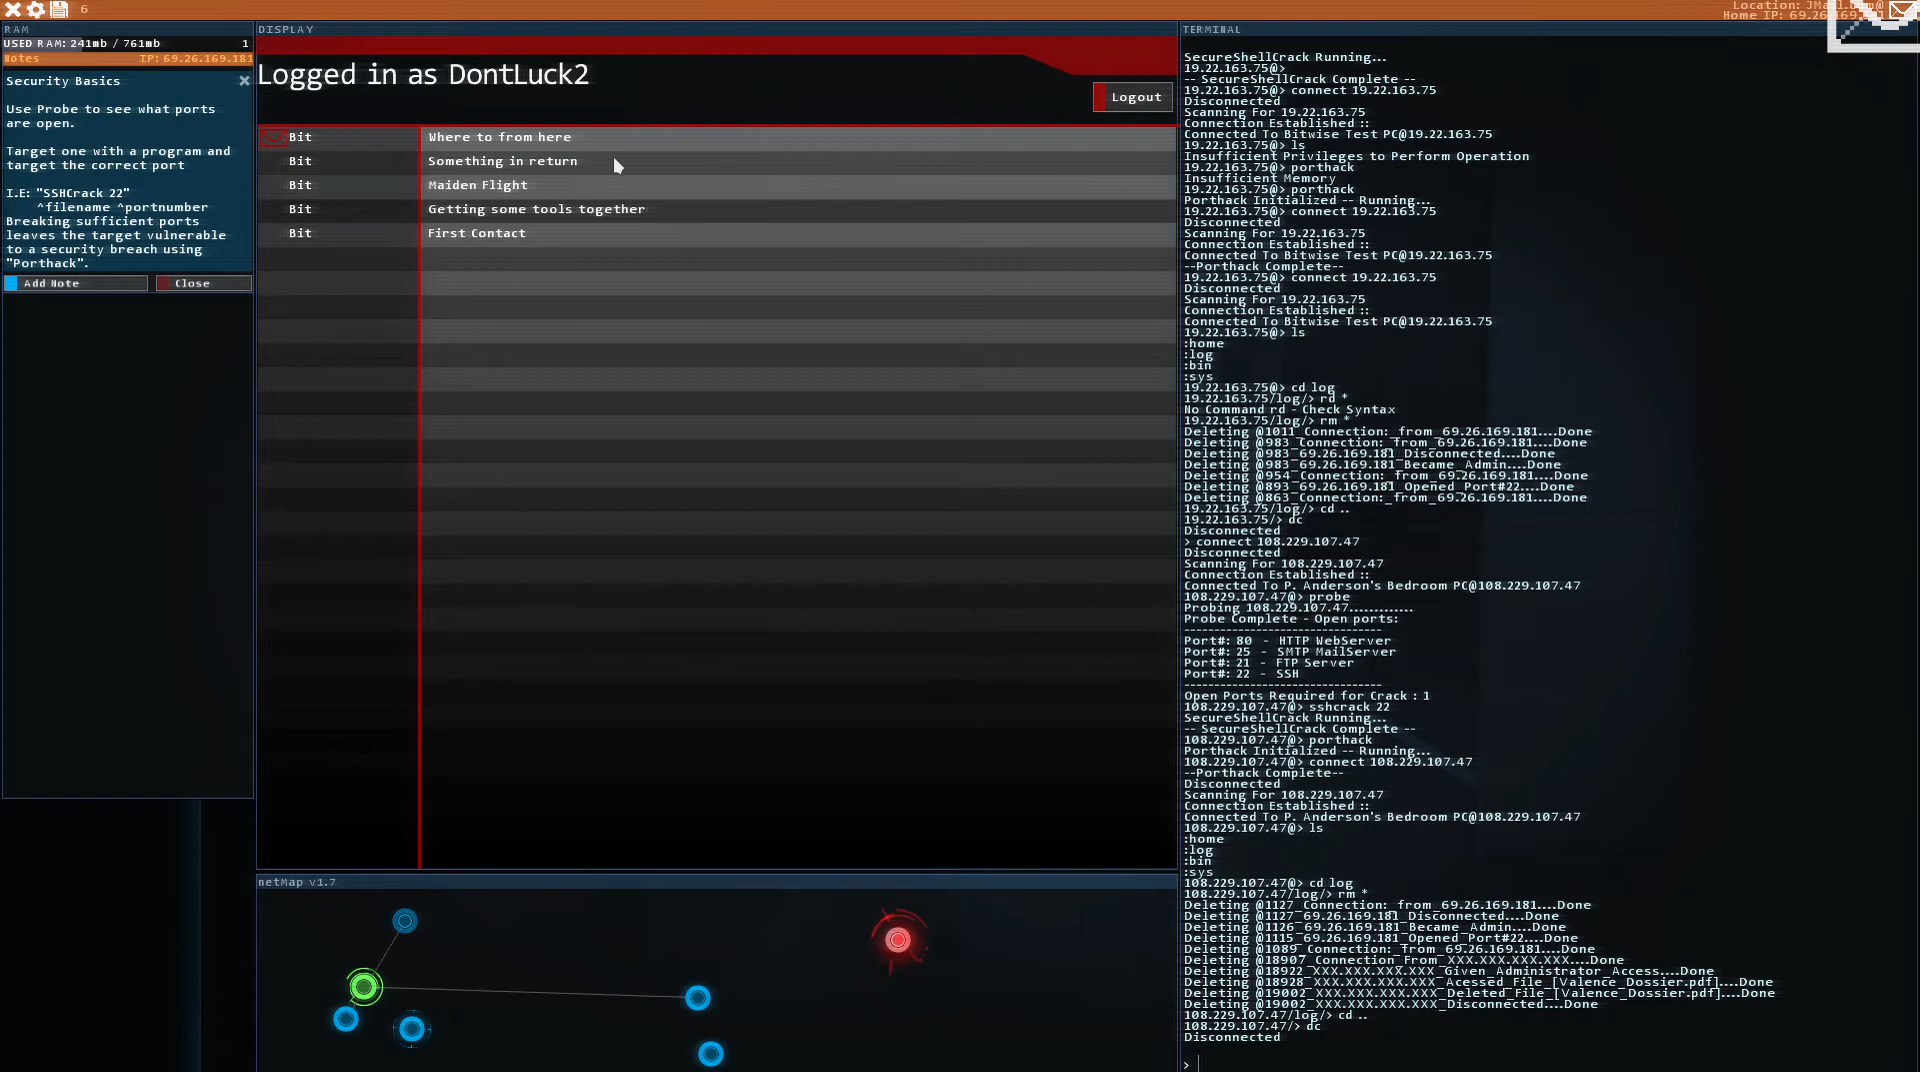 6
Location: JMail
Home IP: 69.26.169.181
RAM
USED RAM: 241mb / 761mb 1
Notes IP: 69.26.169.181
Security Basics
Use Probe to see what ports
are open.
Target one with a program and
target the correct port
I.E: "SSHCrack 22"
^filename ^portnumber
Breaking sufficient ports
leaves the target vulnerable
to a security breach using
"Porthack".
Add Note Close
DISPLAY
Logged in as DontLuck2
Logout
Bit Where to from here
Bit Something in return
Bit Maiden Flight
Bit Getting some tools together
Bit First Contact
netMap v1.7
TERMINAL
SecureShellCrack Running...
19.22.163.75@>
-- SecureShellCrack Complete --
19.22.163.75@> connect 19.22.163.75
Disconnected
Scanning For 19.22.163.75
Connection Established ::
Connected To Bitwise Test PC@19.22.163.75
19.22.163.75@> ls
Insufficient Privileges to Perform Operation
19.22.163.75@> porthack
Insufficient Memory
19.22.163.75@> porthack
Porthack Initialized -- Running...
19.22.163.75@> connect 19.22.163.75
Disconnected
Scanning For 19.22.163.75
Connection Established ::
Connected To Bitwise Test PC@19.22.163.75
--Porthack Complete--
19.22.163.75@> connect 19.22.163.75
Disconnected
Scanning For 19.22.163.75
Connection Established ::
Connected To Bitwise Test PC@19.22.163.75
19.22.163.75@> ls
:home
:log
:bin
:sys
19.22.163.75@> cd log
19.22.163.75/log/> rd *
No Command rd - Check Syntax
19.22.163.75/log/> rm *
Deleting @1011_Connection:_from_69.26.169.181....Done
Deleting @983_Connection:_from_69.26.169.181....Done
Deleting @983_69.26.169.181_Disconnected....Done
Deleting @983_69.26.169.181_Became_Admin....Done
Deleting @954_Connection:_from_69.26.169.181....Done
Deleting @893_69.26.169.181_Opened_Port#22....Done
Deleting @863_Connection:_from_69.26.169.181....Done
19.22.163.75/log/> cd ..
19.22.163.75/> dc
Disconnected
> connect 108.229.107.47
Disconnected
Scanning For 108.229.107.47
Connection Established ::
Connected To P. Anderson's Bedroom PC@108.229.107.47
108.229.107.47@> probe
Probing 108.229.107.47.............
Probe Complete - Open ports:
---------------------------------
Port#: 80 - HTTP WebServer
Port#: 25 - SMTP MailServer
Port#: 21 - FTP Server
Port#: 22 - SSH
---------------------------------
Open Ports Required for Crack : 1
108.229.107.47@> sshcrack 22
SecureShellCrack Running...
-- SecureShellCrack Complete --
108.229.107.47@> porthack
Porthack Initialized -- Running...
108.229.107.47@> connect 108.229.107.47
--Porthack Complete--
Disconnected
Scanning For 108.229.107.47
Connection Established ::
Connected To P. Anderson's Bedroom PC@108.229.107.47
108.229.107.47@> ls
:home
:log
:bin
:sys
108.229.107.47@> cd log
108.229.107.47/log/> rm *
Deleting @1127_Connection:_from_69.26.169.181....Done
Deleting @1127_69.26.169.181_Disconnected....Done
Deleting @1126_69.26.169.181_Became_Admin....Done
Deleting @1115_69.26.169.181_Opened_Port#22....Done
Deleting @1089_Connection:_from_69.26.169.181....Done
Deleting @18907_Connection_From_XXX.XXX.XXX.XXX....Done
Deleting @18922_XXX.XXX.XXX.XXX_Given_Administrator_Access....Done
Deleting @18928_XXX.XXX.XXX.XXX_Acessed_File_[Valence_Dossier.pdf]....Done
Deleting @19002_XXX.XXX.XXX.XXX_Deleted_File_[Valence_Dossier.pdf]....Done
Deleting @19002_XXX.XXX.XXX.XXX_Disconnected....Done
108.229.107.47/log/> cd ..
108.229.107.47/> dc
Disconnected
>